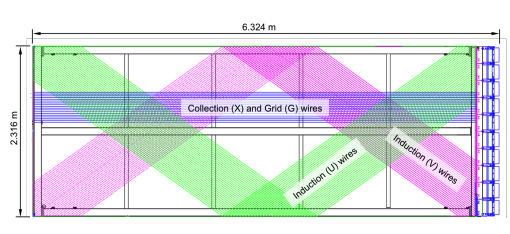 6.324 m
2.316 m
Collection (X) and Grid (G) wires
Induction (U) wires
Induction (V) wires